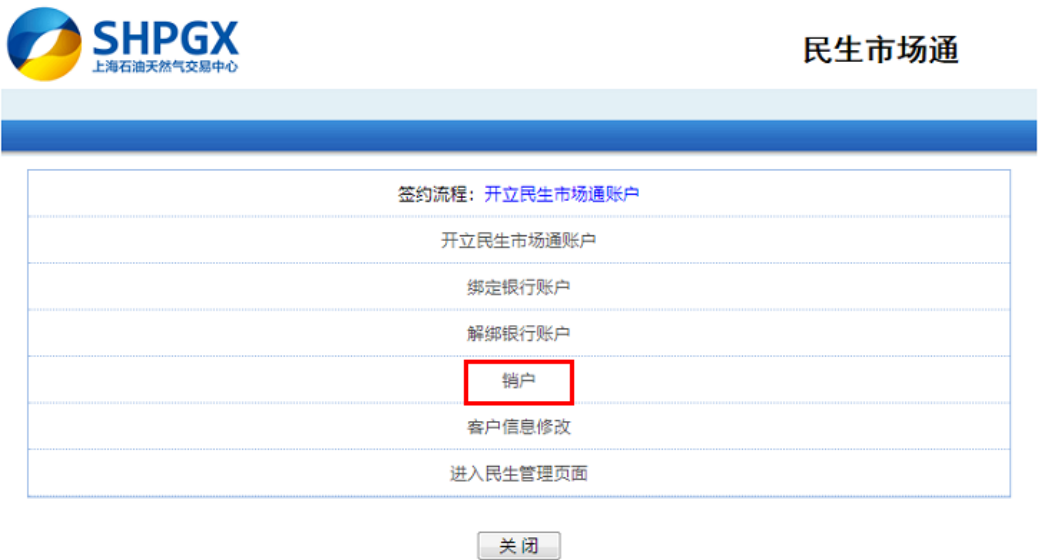 SHPGX
上海石油天然气交易中心
民生市场通
签约流程：开立民生市场通账户
开立民生市场通账户
绑定银行账户
解绑银行账户
销户
客户信息修改
进入民生管理页面
关闭